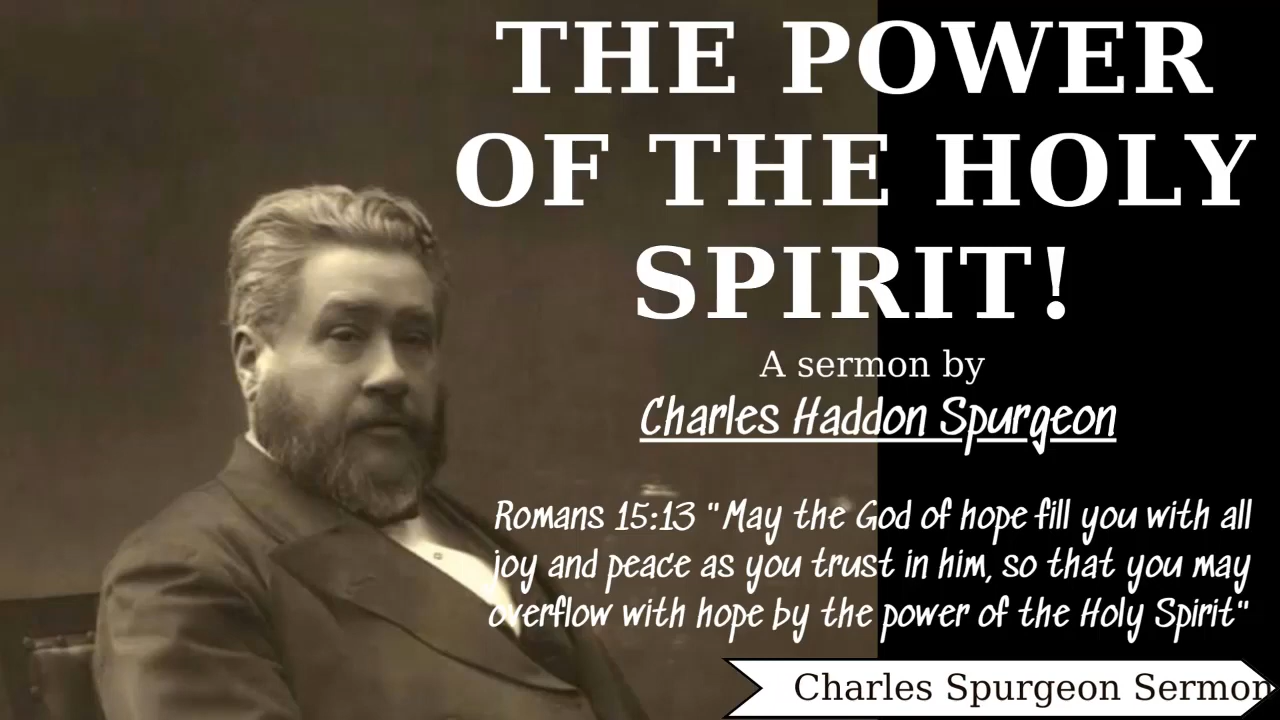 THE POWER
OF THE HOLY
SPIRIT!
A sermon by
Charles Haddon Spurgeon
Romans 15:13 "May the God of hope fill you with all
joy and peace as you trust in him, so that you may
overflow with hope by the power of the Holy Spirit"
Charles Spurgeon Sermon